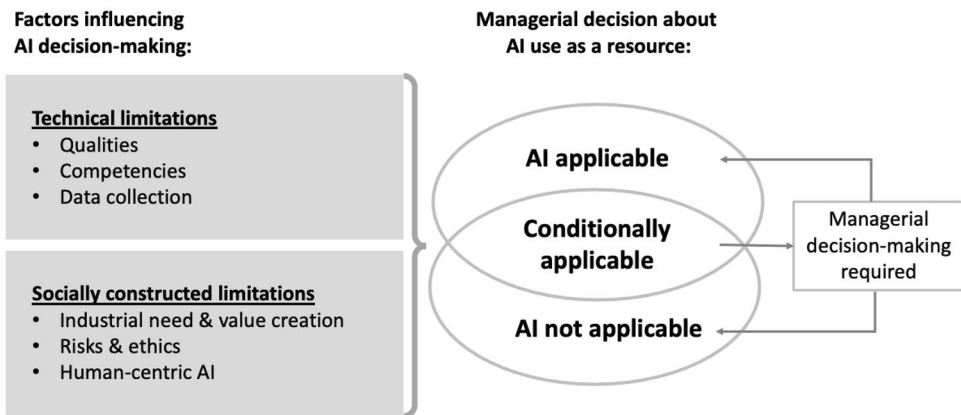 Factors influencing
AI decision-making:
Managerial decision about
AI use as a resource:
Technical limitations
• Qualities
• Competencies
• Data collection
Socially constructed limitations
• Industrial need & value creation
• Risks & ethics
• Human-centric AI
AI applicable
Conditionally
applicable
AI not applicable
Managerial
decision-making
required